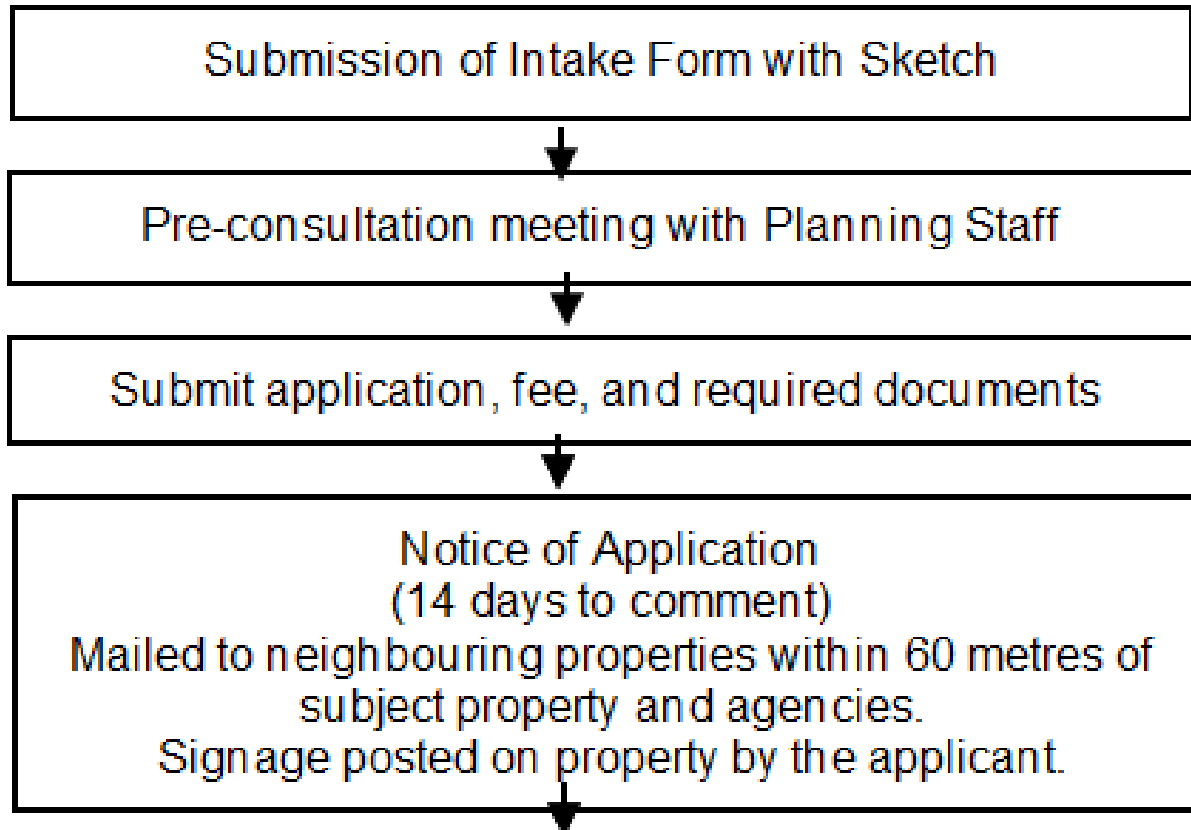 Submission of Intake Form with Sketch
Pre-consultation meeting with Planning Staff
Submit application, fee, and required documents
Notice of Application
(14 days to comment)
Mailed to neighbouring properties within 60 metres of
subject property and agencies.
Signage posted on property by the applicant.